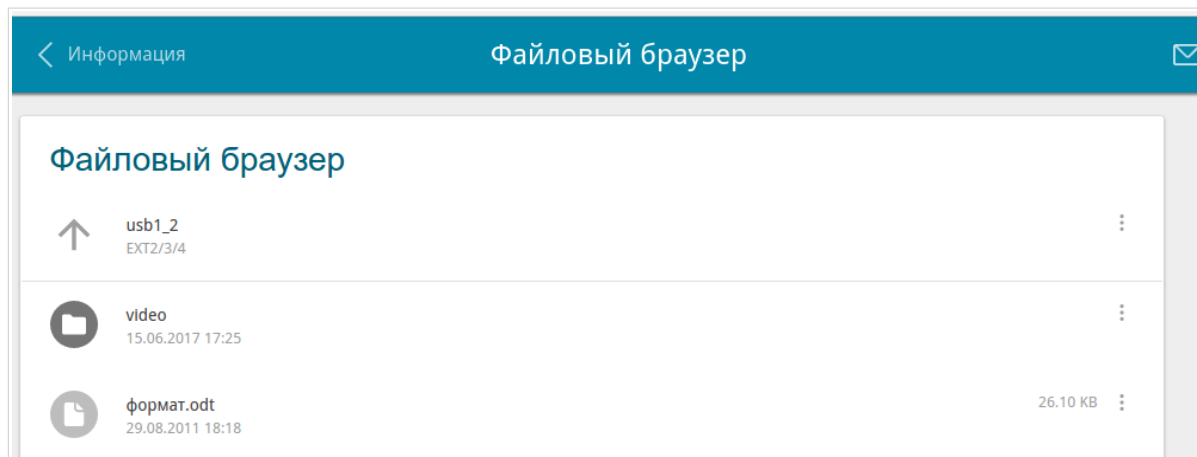 Информация
Файловый браузер
Файловый браузер
usb1_2
EXT2/3/4
video
15.06.2017 17:25
формат.odt
26.10 KB
29.08.2011 18:18